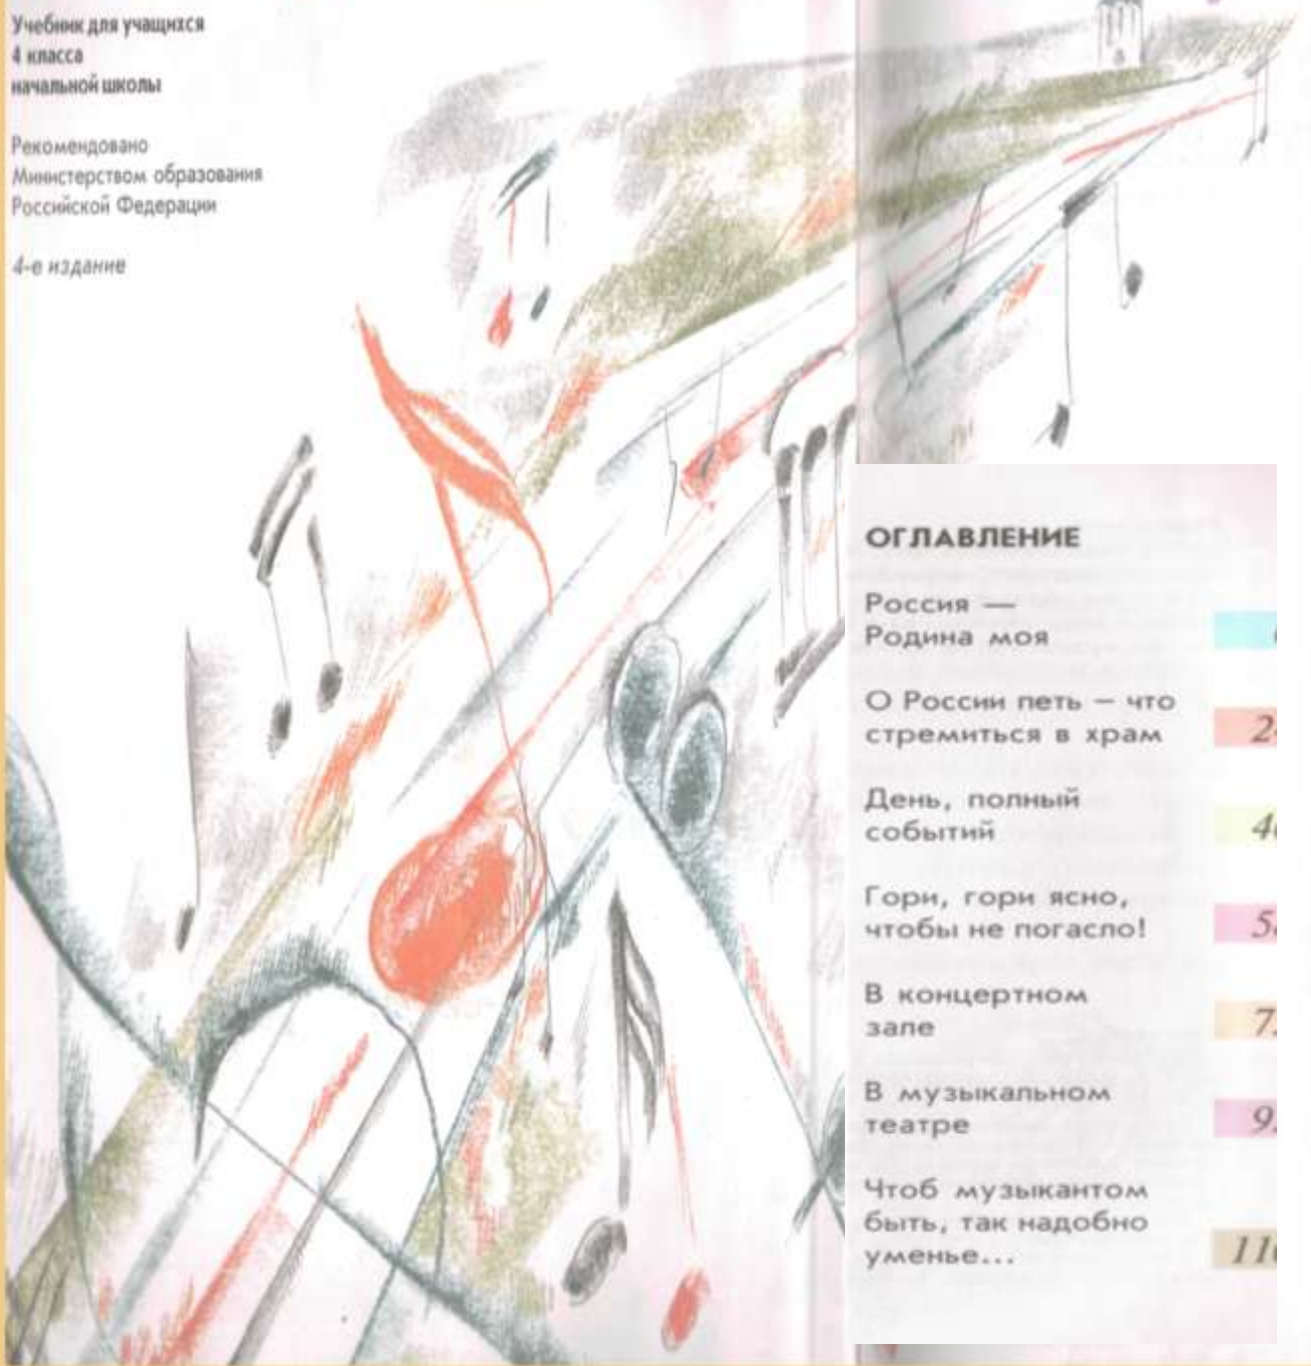 Учебник для учащихся
4 класса
начальной школы
Рекомендовано
Министерством образования
Российской Федерации
4-е издание
ОГЛАВЛЕНИЕ
Россия —
Родина моя
О России петь – что
стремиться в храм
День, полный
событий
Гори, гори ясно,
чтобы не погасло!
В концертном
зале
В музыкальном
театре
Чтоб музыкантом
быть, так надобно
уменье...